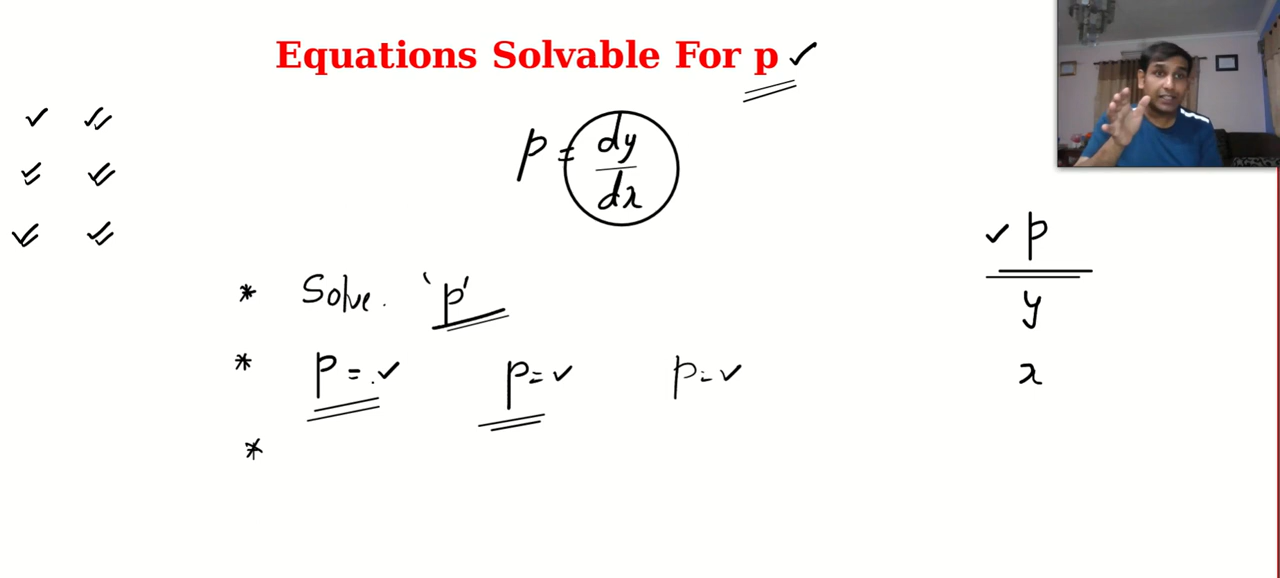 Equations Solvable For p
p = dy/dx
p
y
x
* Solve. 'p'
* p = . p = p =
*